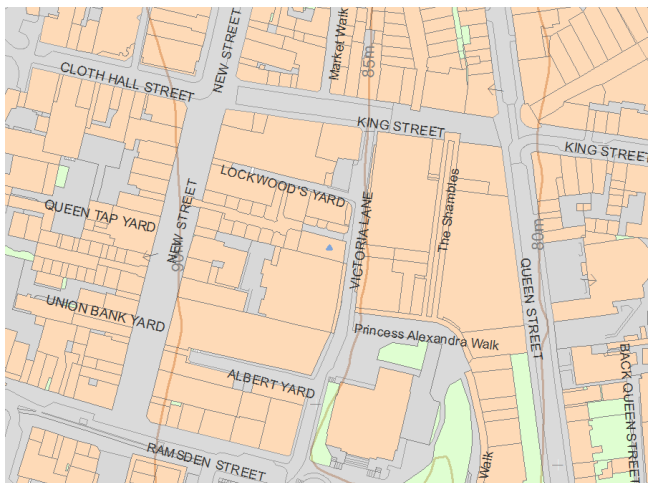 NEW STREET
Market Walk
85m
CLOTH HALL STREET
KING STREET
KING STREET
LOCKWOOD'S YARD
The Shambles
QUEEN TAP YARD
NEW STREET
VICTORIA LANE
80m
QUEEN STREET
UNION BANK YARD
Princess Alexandra Walk
ALBERT YARD
BACK QUEEN STREET
RAMSDEN STREET
Walk